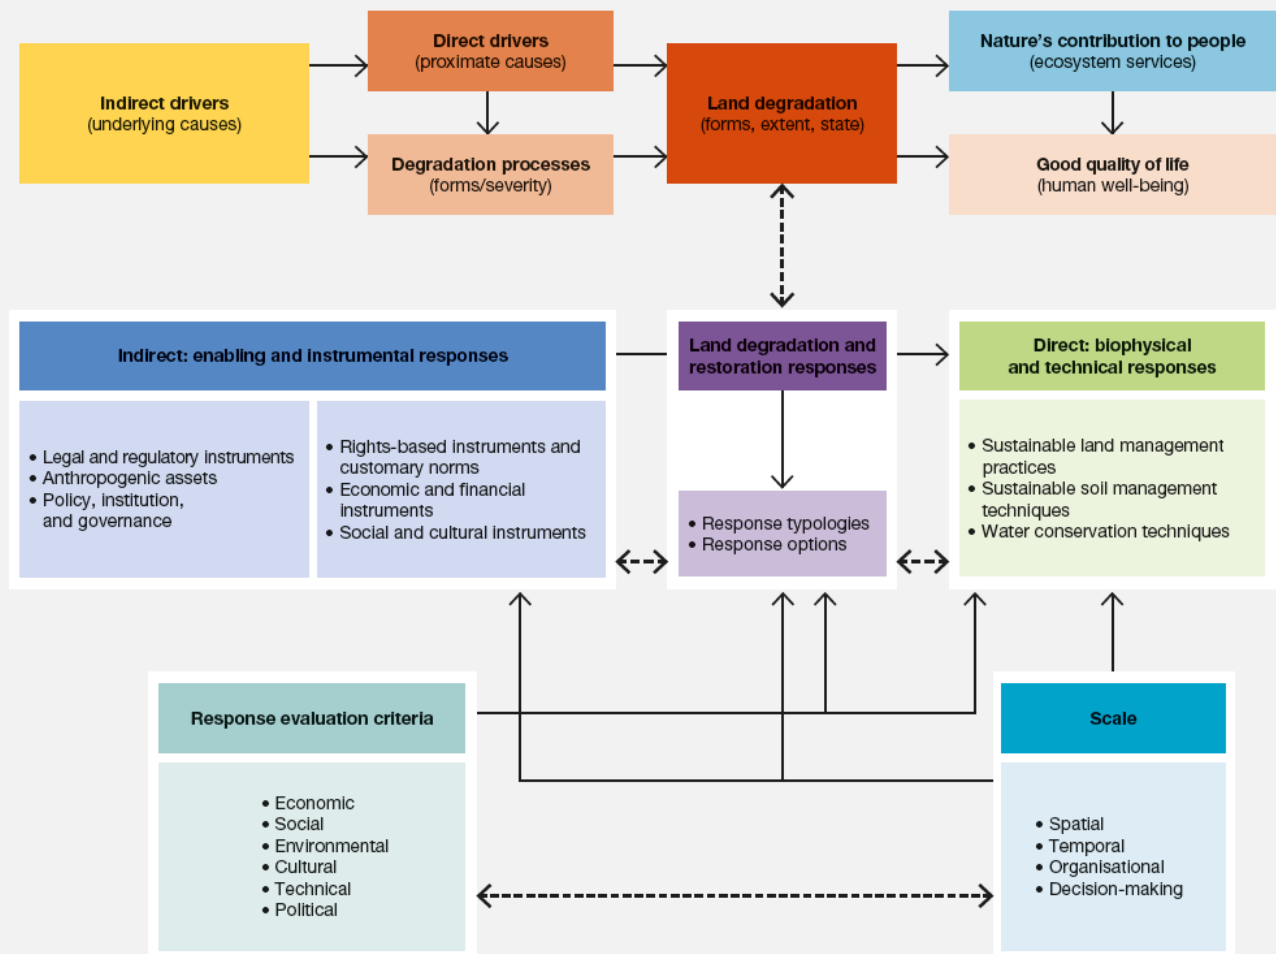 Indirect drivers
(underlying causes)
Direct drivers
(proximate causes)
Degradation processes
(forms/severity)
Land degradation
(forms, extent, state)
Nature's contribution to people
(ecosystem services)
Good quality of life
(human well-being)
Indirect: enabling and instrumental responses
• Legal and regulatory instruments
• Anthropogenic assets
• Policy, institution,
and governance
• Rights-based instruments and
customary norms
• Economic and financial
instruments
• Social and cultural instruments
Land degradation and
restoration responses
• Response typologies
• Response options
Direct: biophysical
and technical responses
• Sustainable land management
practices
• Sustainable soil management
techniques
• Water conservation techniques
Response evaluation criteria
• Economic
• Social
• Environmental
• Cultural
• Technical
• Political
Scale
• Spatial
• Temporal
• Organisational
• Decision-making